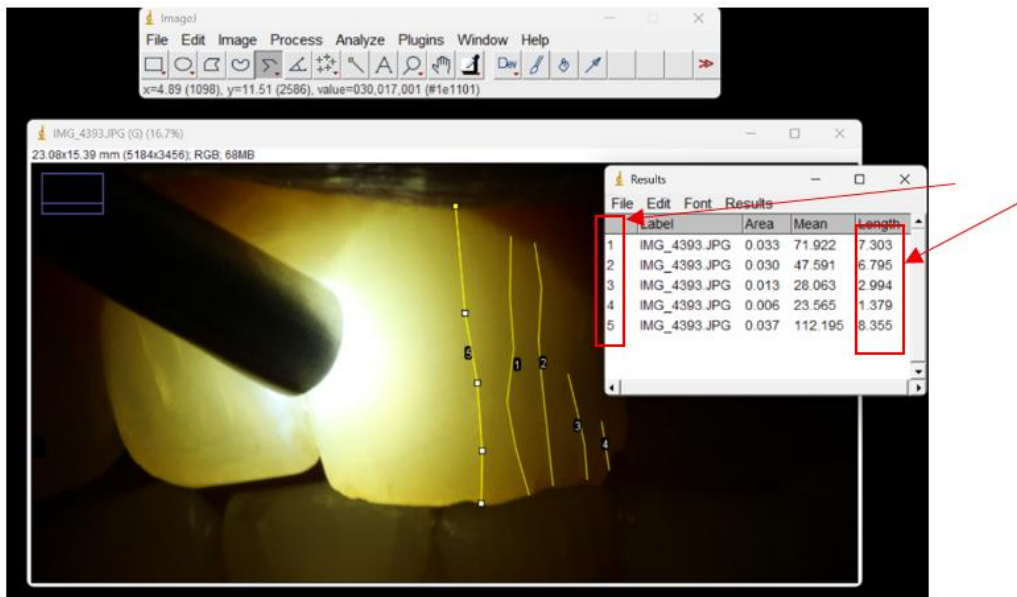 ImageJ
File Edit Image Process Analyze Plugins Window Help
Dev
x=4.89 (1098), y=11.51 (2586), value=030,017,001 (#1e1101)
IMG_4393.JPG (G) (16.7%)
23.08x15.39 mm (5184x3456); RGB; 68MB
Results
File Edit Font Results
Label Area Mean Length
1 IMG_4393.JPG 0.033 71.922 7.303
2 IMG_4393.JPG 0.030 47.591 6.795
3 IMG_4393.JPG 0.013 28.063 2.994
4 IMG_4393.JPG 0.006 23.565 1.379
5 IMG_4393.JPG 0.037 112.195 8.355
5
1
2
3
4